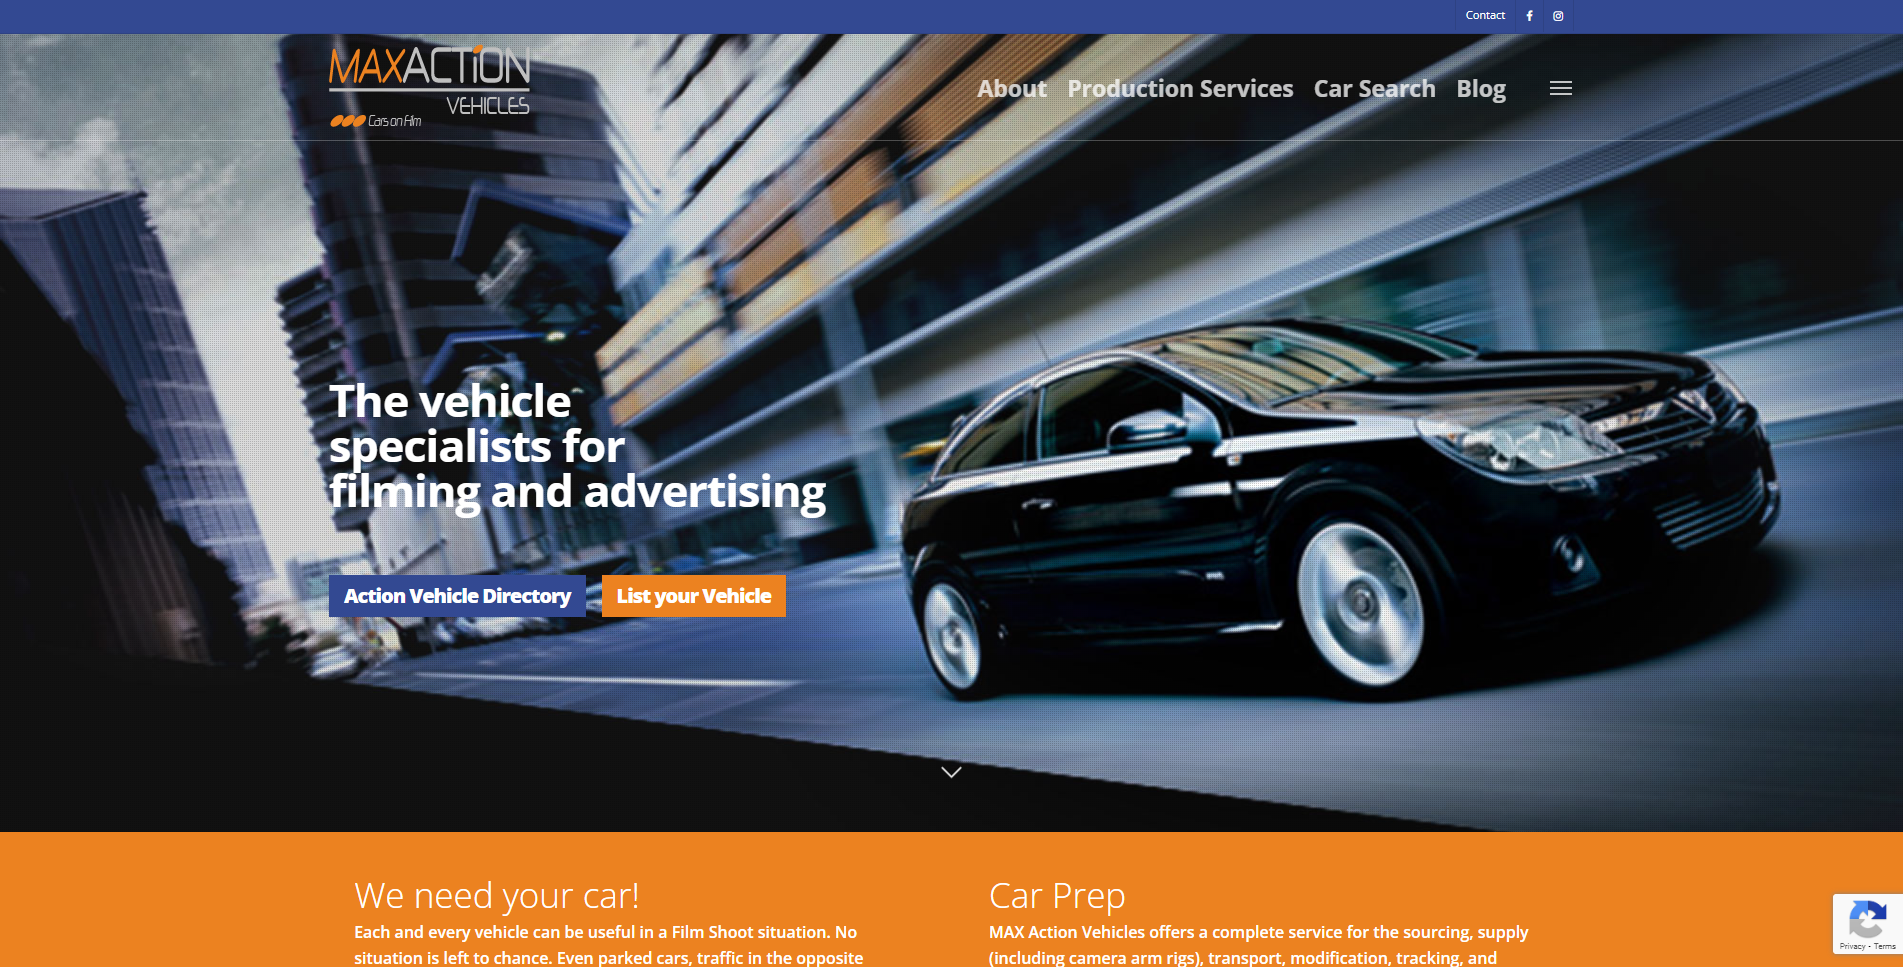 Contact
MAXACTION
VEHICLES
Cars on Film
About Production Services Car Search Blog
The vehicle
specialists for
filming and advertising
Action Vehicle Directory List your Vehicle
We need your car!
Each and every vehicle can be useful in a Film Shoot situation. No
situation is left to chance. Even parked cars, traffic in the opposite
Car Prep
MAX Action Vehicles offers a complete service for the sourcing, supply
(including camera arm rigs), transport, modification, tracking, and
Privacy - Terms